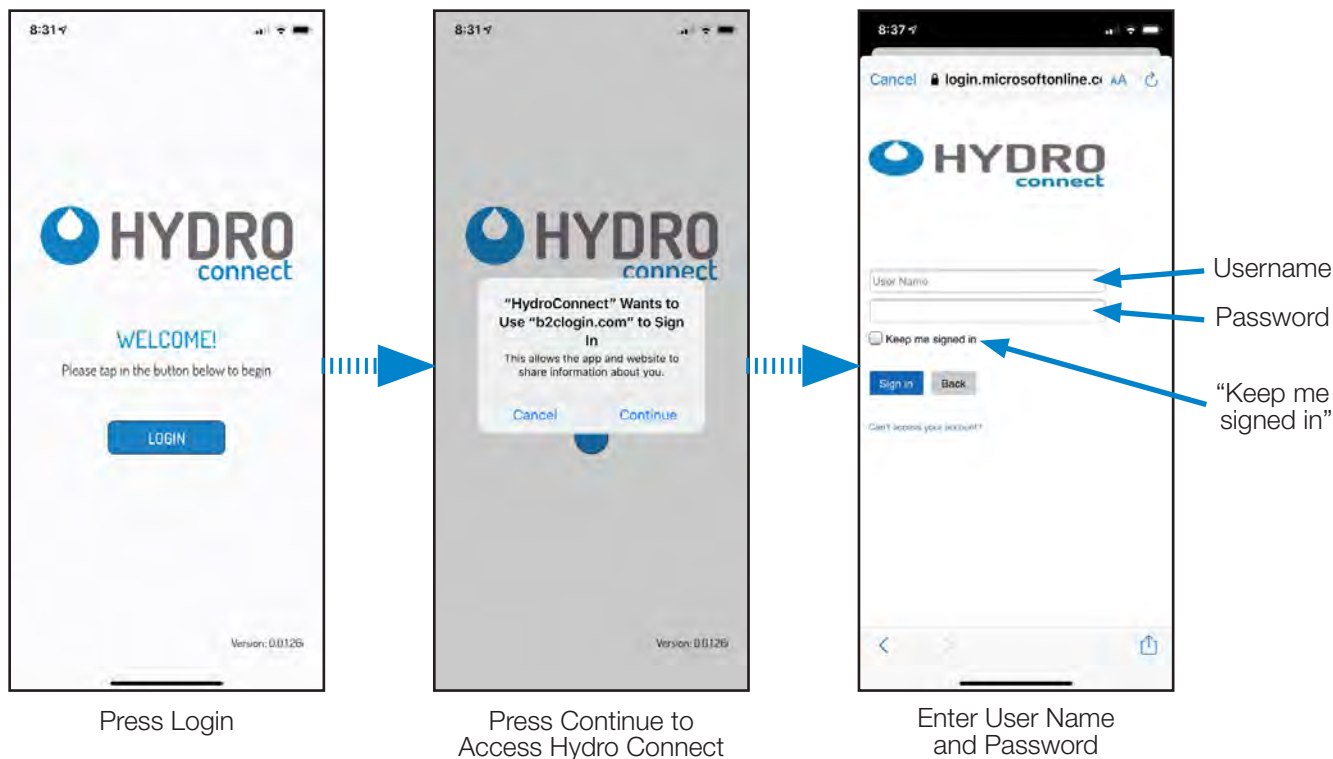 8:31
HYDRO
connect
WELCOME!
Please tap in the button below to begin
LOGIN
Version: 0.0.126i
Press Login
8:31
HYDRO
connect
"HydroConnect" Wants to
Use "b2clogin.com" to Sign
In
This allows the app and website to
share information about you.
Cancel Continue
Version: 0.0.126i
Press Continue to
Access Hydro Connect
8:37
Cancel login.microsoftonline.c AA
HYDRO
connect
User Name
Keep me signed in
Sign in Back
Can't access your account?
Username
Password
“Keep me
signed in”
Enter User Name
and Password